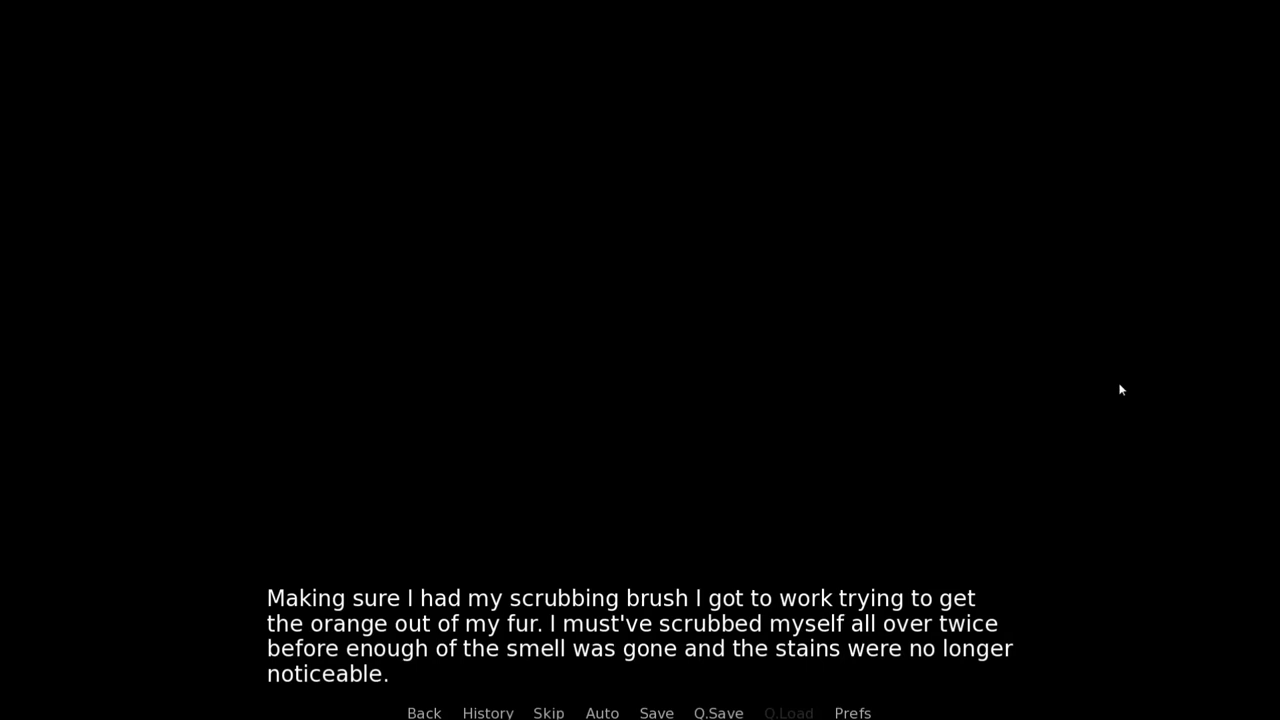 Making sure I had my scrubbing brush I got to work trying to get
the orange out of my fur. I must've scrubbed myself all over twice
before enough of the smell was gone and the stains were no longer
noticeable.
Back History Skip Auto Save Q.Save Q.Load Prefs